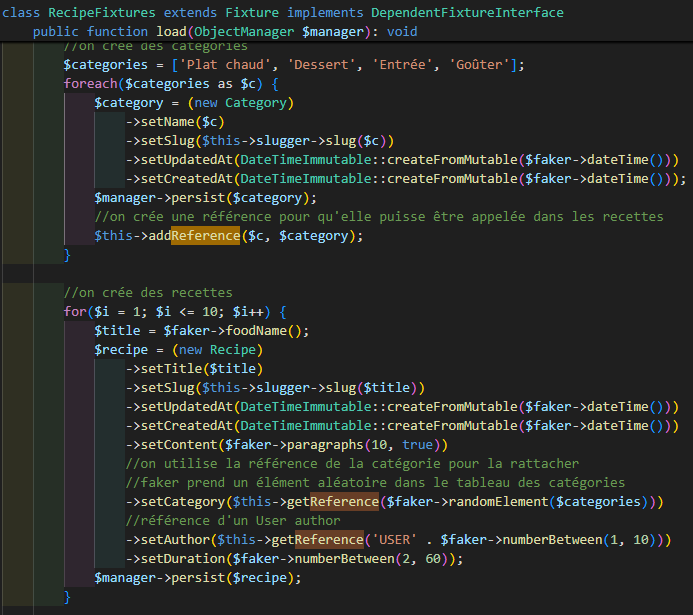 class RecipeFixtures extends Fixture implements DependentFixtureInterface
public function load(ObjectManager $manager): void
//on crée des catégories
$categories = ['Plat chaud', 'Dessert', 'Entrée', 'Goûter'];
foreach($categories as $c) {
$category = (new Category)
->setName($c)
->setSlug($this->slugger->slug($c))
->setUpdatedAt(DateTimeImmutable::createFromMutable($faker->dateTime()))
->setCreatedAt(DateTimeImmutable::createFromMutable($faker->dateTime()));
$manager->persist($category);
//on crée une référence pour qu'elle puisse être appelée dans les recettes
$this->addReference($c, $category);
}
//on crée des recettes
for($i = 1; $i <= 10; $i++) {
$title = $faker->foodName();
$recipe = (new Recipe)
->setTitle($title)
->setSlug($this->slugger->slug($title))
->setUpdatedAt(DateTimeImmutable::createFromMutable($faker->dateTime()))
->setCreatedAt(DateTimeImmutable::createFromMutable($faker->dateTime()))
->setContent($faker->paragraphs(10, true))
//on utilise la référence de la catégorie pour la rattacher
//faker prend un élément aléatoire dans le tableau des catégories
->setCategory($this->getReference($faker->randomElement($categories)))
//référence d'un User author
->setAuthor($this->getReference('USER' . $faker->numberBetween(1, 10)))
->setDuration($faker->numberBetween(2, 60));
$manager->persist($recipe);
}